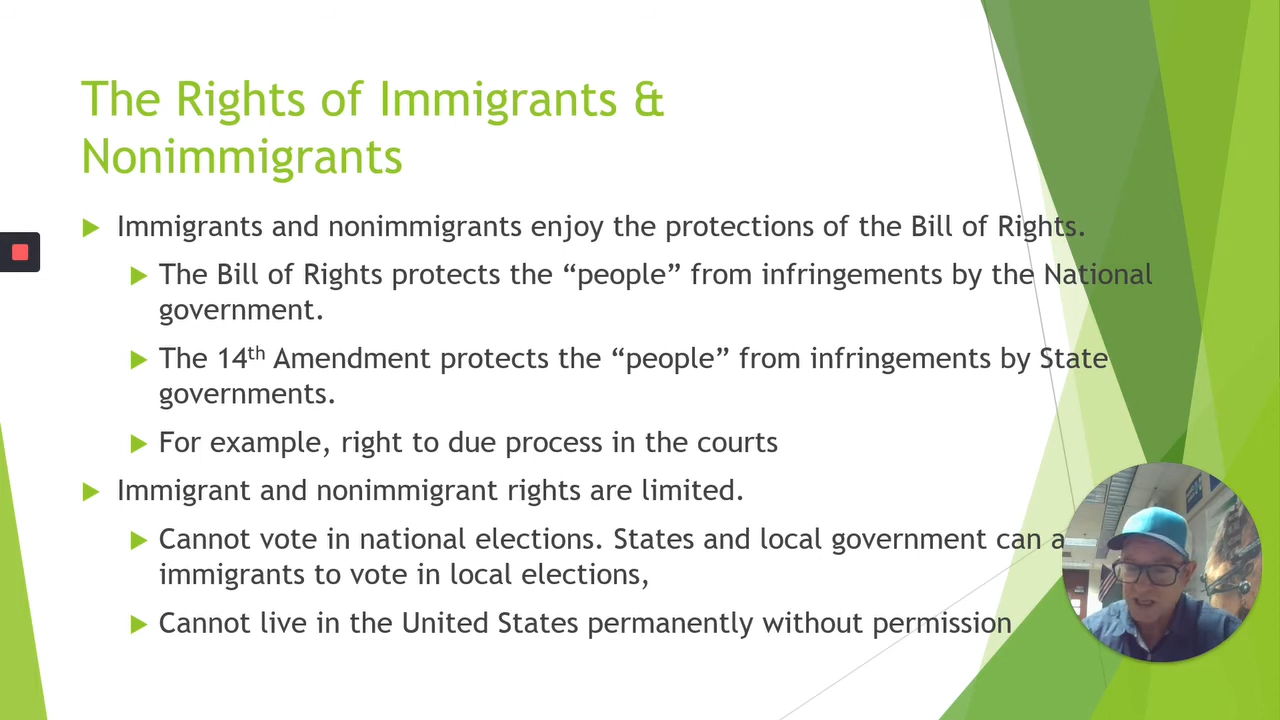 The Rights of Immigrants &
Nonimmigrants
Immigrants and nonimmigrants enjoy the protections of the Bill of Rights.
The Bill of Rights protects the “people” from infringements by the National
government.
The 14th Amendment protects the “people” from infringements by State
governments.
For example, right to due process in the courts
Immigrant and nonimmigrant rights are limited.
Cannot vote in national elections. States and local government can a
immigrants to vote in local elections,
Cannot live in the United States permanently without permission